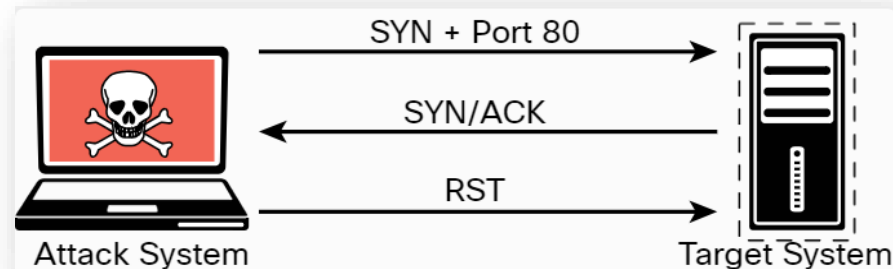 SYN + Port 80
SYN/ACK
RST
Attack System
Target System